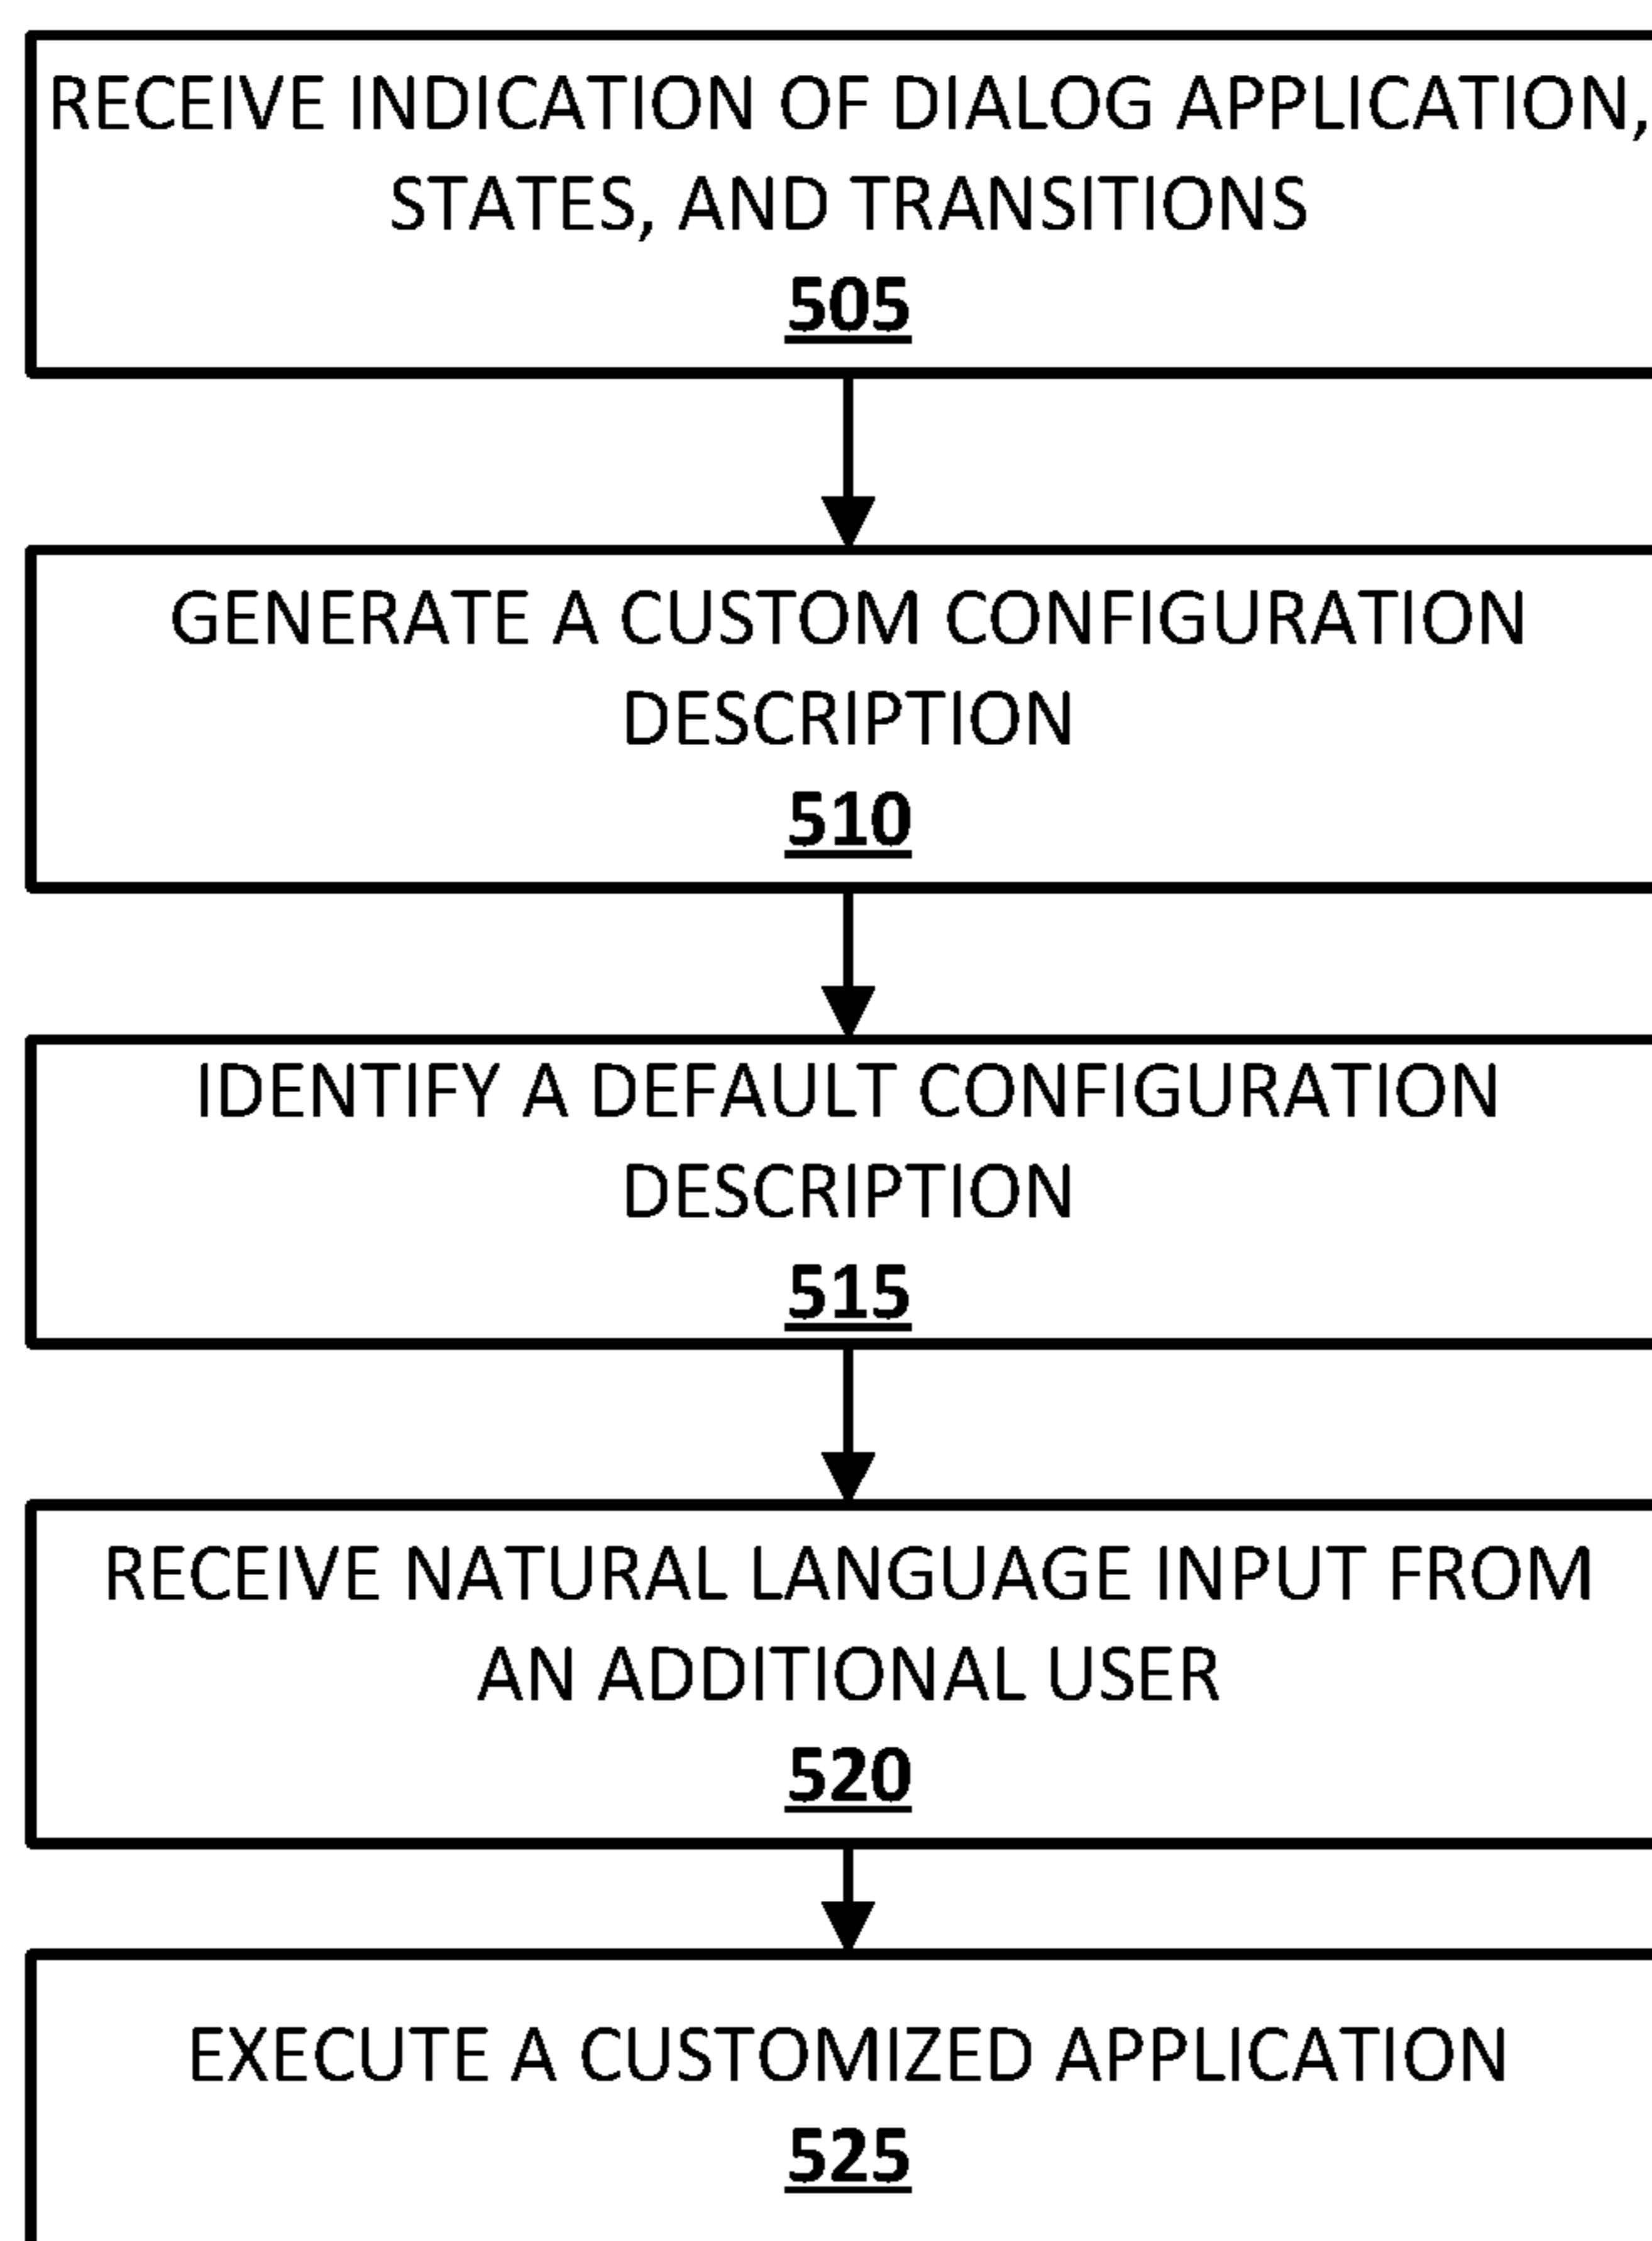 RECEIVE INDICATION OF DIALOG APPLICATION,
STATES, AND TRANSITIONS
505
GENERATE A CUSTOM CONFIGURATION
DESCRIPTION
510
IDENTIFY A DEFAULT CONFIGURATION
DESCRIPTION
515
RECEIVE NATURAL LANGUAGE INPUT FROM
AN ADDITIONAL USER
520
EXECUTE A CUSTOMIZED APPLICATION
525